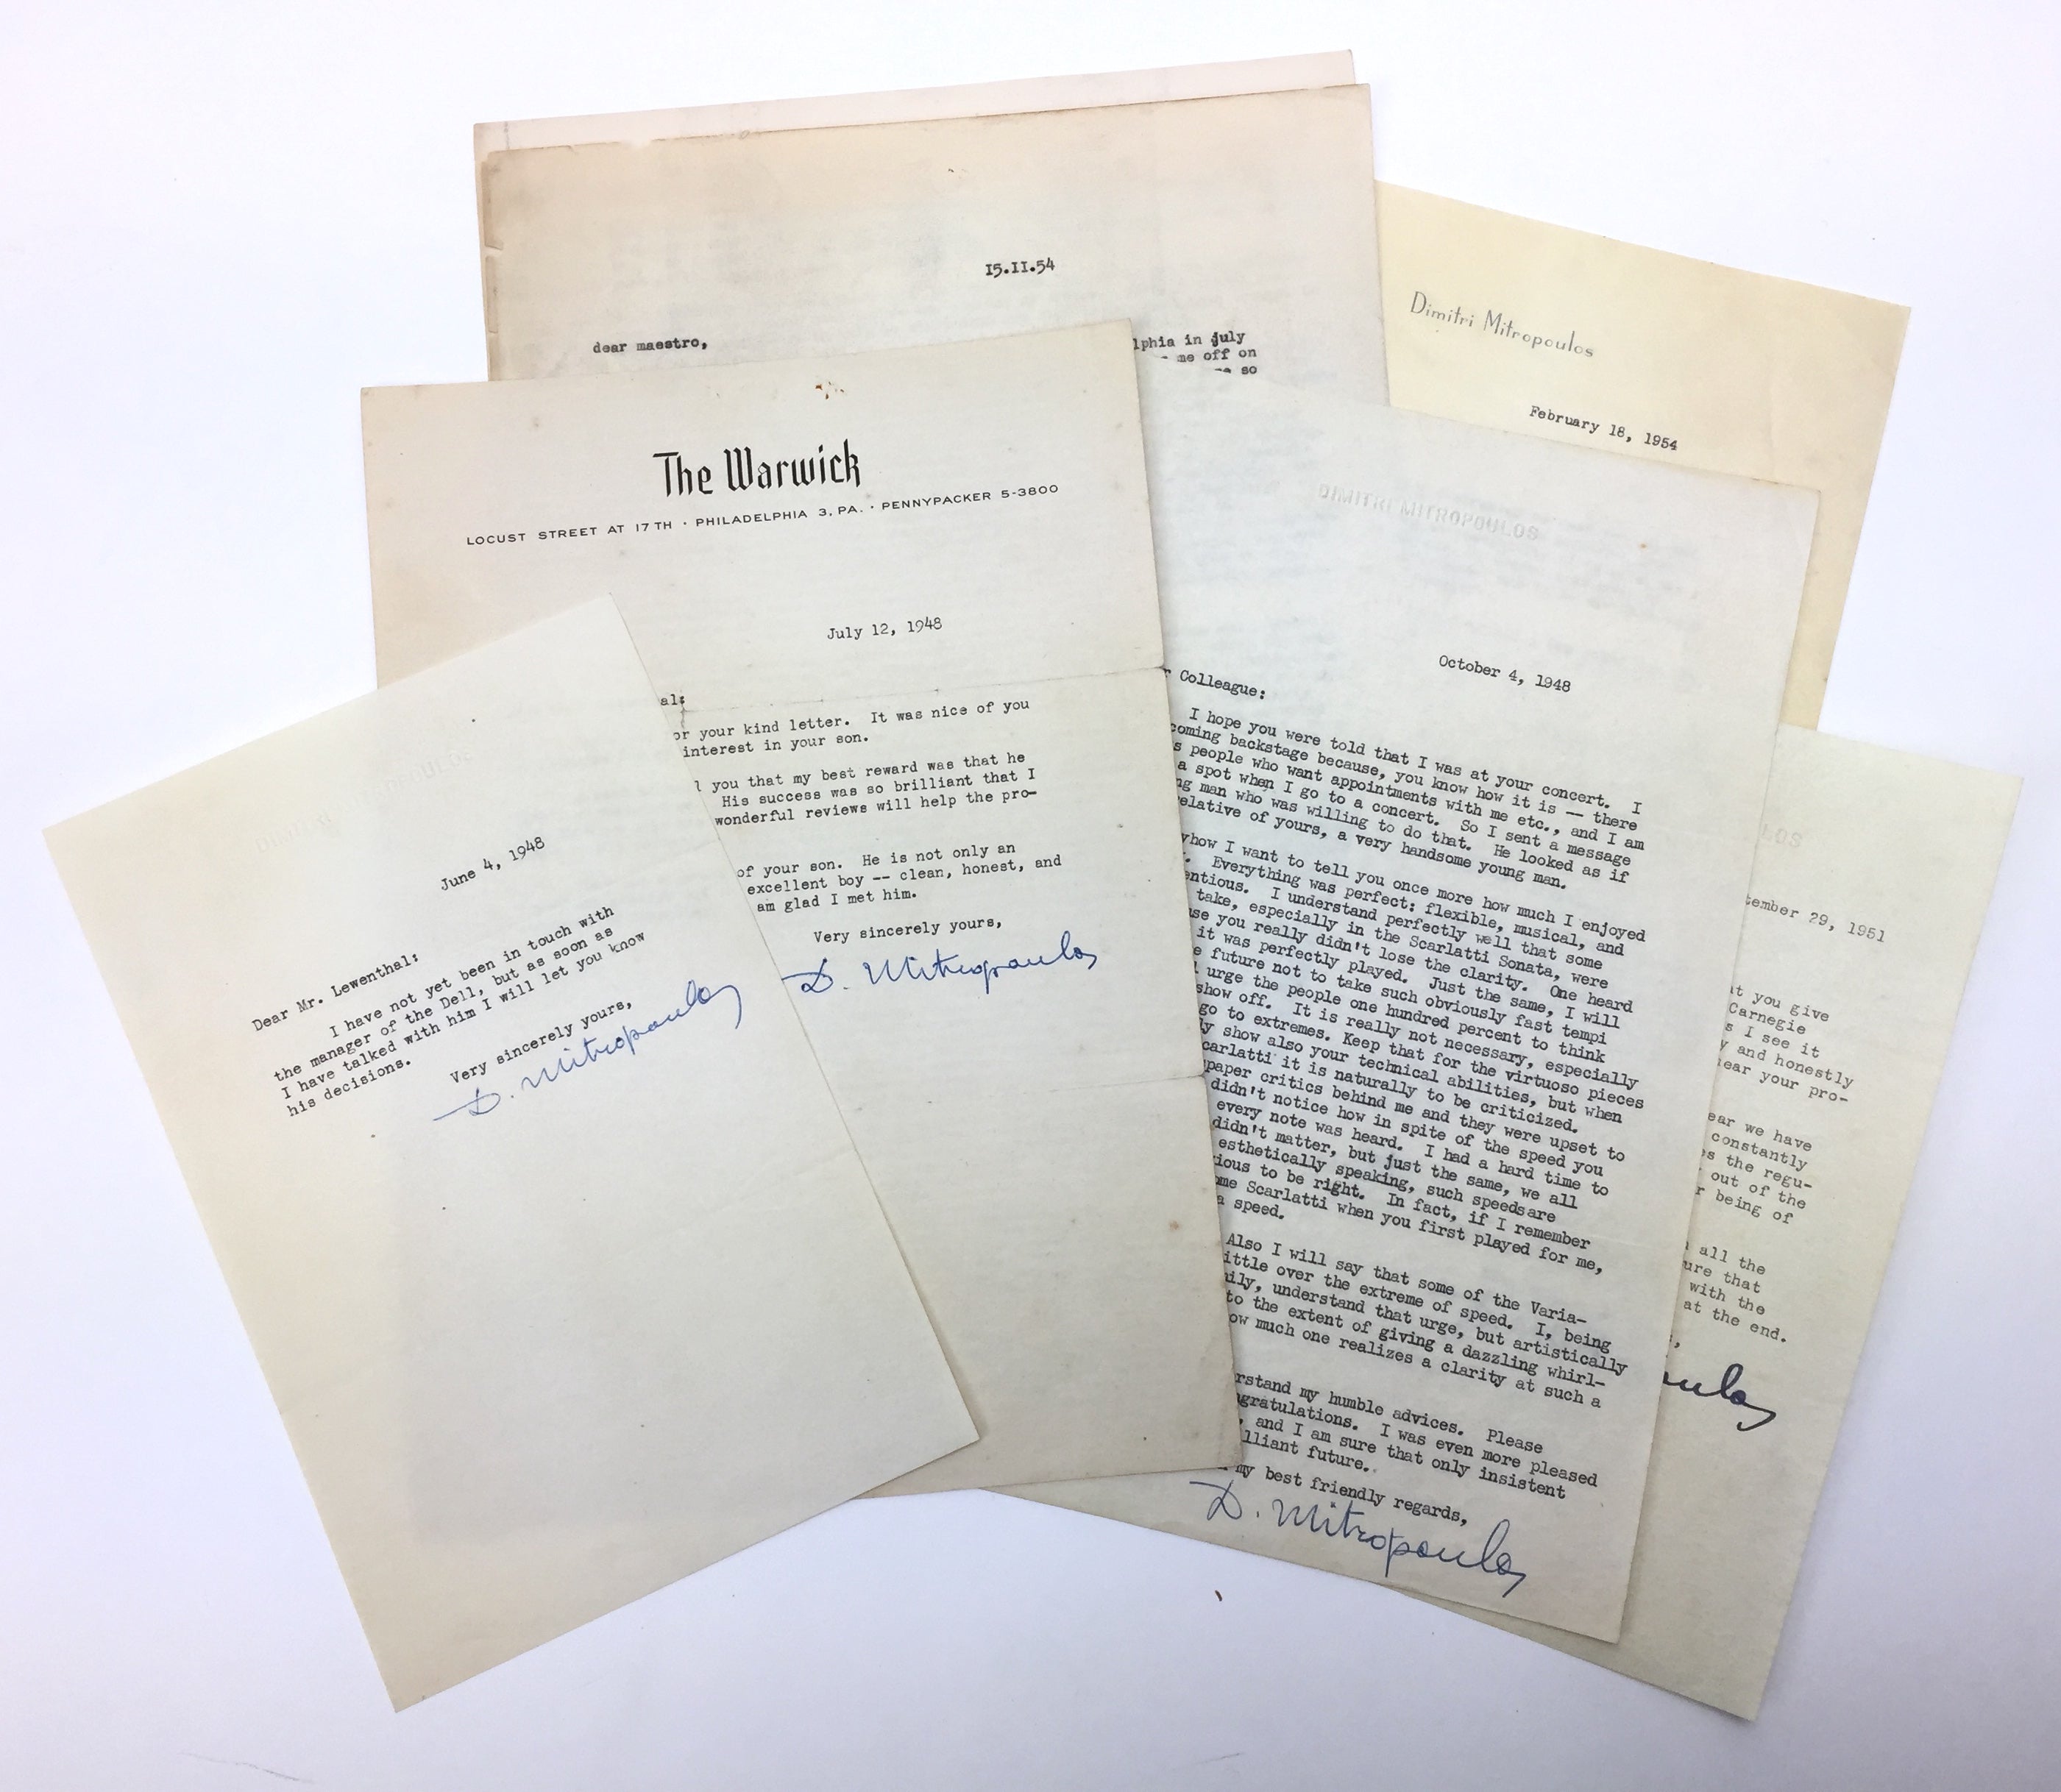 15.II.54
dear maestro,
lphia in july
me off on
so
Dimitri Mitropoulos
February 18, 1954
The Warwick
LOCUST STREET AT 17TH · PHILADELPHIA 3, PA. · PENNYPACKER 5-3800
July 12, 1948
al:
or your kind letter. It was nice of you
interest in your son.
l you that my best reward was that he
His success was so brilliant that I
wonderful reviews will help the pro-
of your son. He is not only an
excellent boy -- clean, honest, and
am glad I met him.
Very sincerely yours,
D. Mitropoulos
June 4, 1948
Dear Mr. Lewenthal:
I have not yet been in touch with
the manager of the Dell, but as soon as
I have talked with him I will let you know
his decisions.
Very sincerely yours,
D. Mitropoulos
DIMITRI MITROPOULOS
October 4, 1948
r Colleague:
I hope you were told that I was at your concert. I
coming backstage because, you know how it is -- there
s people who want appointments with me etc., and I am
a spot when I go to a concert. So I sent a message
ng man who was willing to do that. He looked as if
relative of yours, a very handsome young man.
yhow I want to tell you once more how much I enjoyed
. Everything was perfect; flexible, musical, and
entious. I understand perfectly well that some
take, especially in the Scarlatti Sonata, were
use you really didn't lose the clarity. One heard
it was perfectly played. Just the same, I will
e future not to take such obviously fast tempi
urge the people one hundred percent to think
show off. It is really not necessary, especially
go to extremes. Keep that for the virtuoso pieces
ly show also your technical abilities, but when
carlatti it is naturally to be criticized.
paper critics behind me and they were upset to
didn't notice how in spite of the speed you
every note was heard. I had a hard time to
didn't matter, but just the same, we all
esthetically speaking, such speeds are
ious to be right. In fact, if I remember
ome Scarlatti when you first played for me,
a speed.
Also I will say that some of the Varia-
ittle over the extreme of speed. I, being
ily, understand that urge, but artistically
to the extent of giving a dazzling whirl-
ow much one realizes a clarity at such a
rstand my humble advices. Please
ngratulations. I was even more pleased
, and I am sure that only insistent
lliant future.
my best friendly regards,
D. Mitropoulos
LOS
tember 29, 1951
at you give
Carnegie
s I see it
y and honestly
hear your pro-
ear we have
constantly
es the regu-
out of the
r being of
n all the
ure that
with the
at the end.
,
oulos